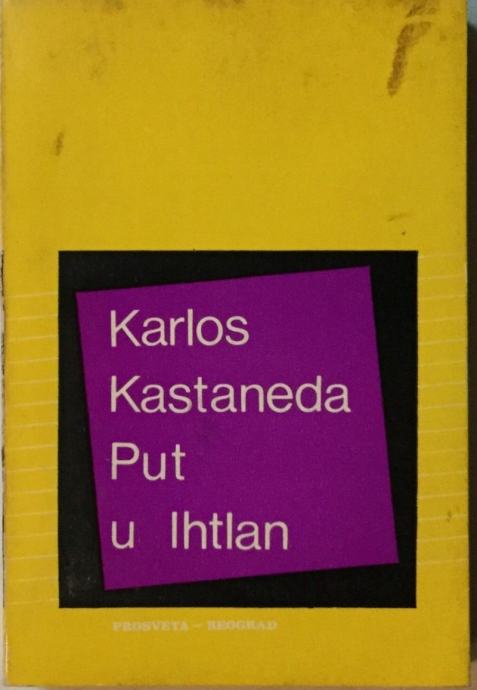 Karlos
Kastaneda
Put
u Ihtlan
PROSVETA – BEOGRAD